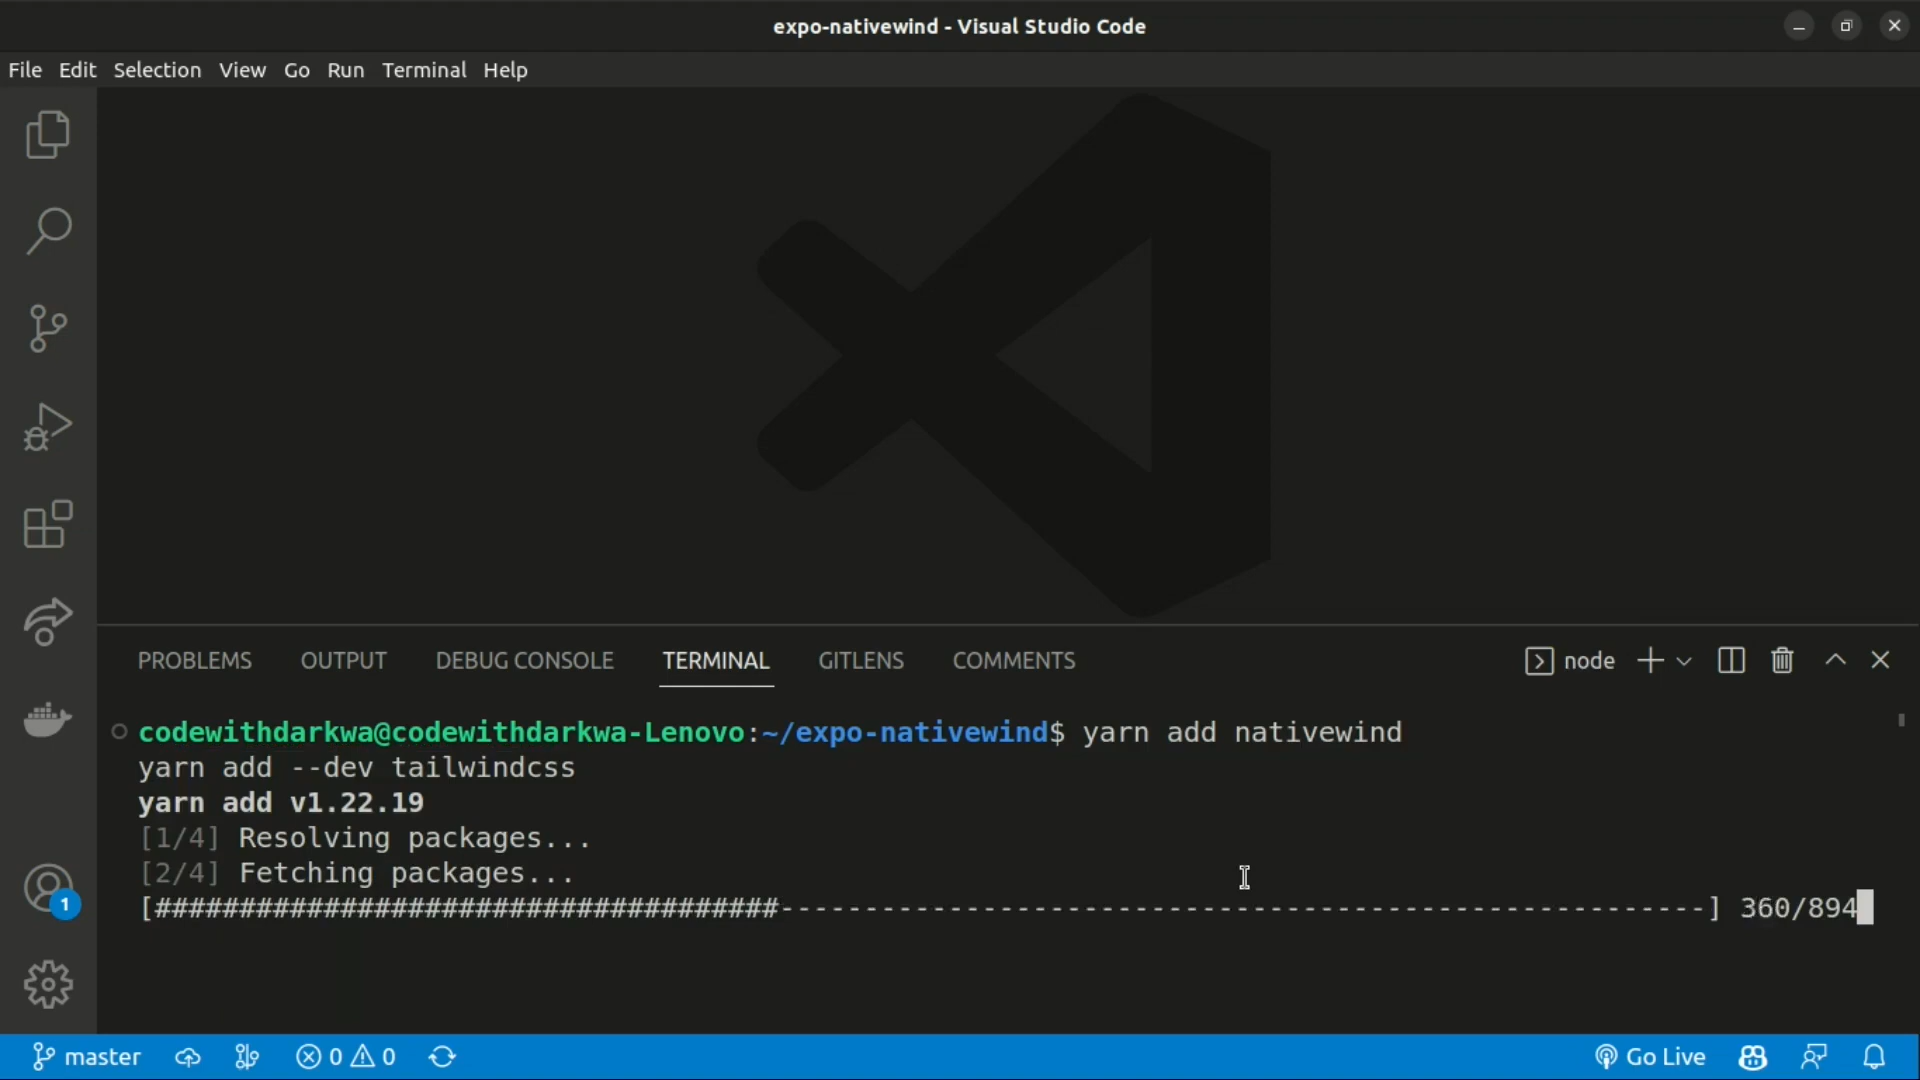 expo-nativewind - Visual Studio Code
File Edit Selection View Go Run Terminal Help
PROBLEMS OUTPUT DEBUG CONSOLE TERMINAL GITLENS COMMENTS node
codewithdarkwa@codewithdarkwa-Lenovo:~/expo-nativewind$ yarn add nativewind
yarn add --dev tailwindcss
yarn add v1.22.19
[1/4] Resolving packages...
[2/4] Fetching packages...
[#####################################-------------------------------------------------------] 360/894
1
master 0 0 Go Live